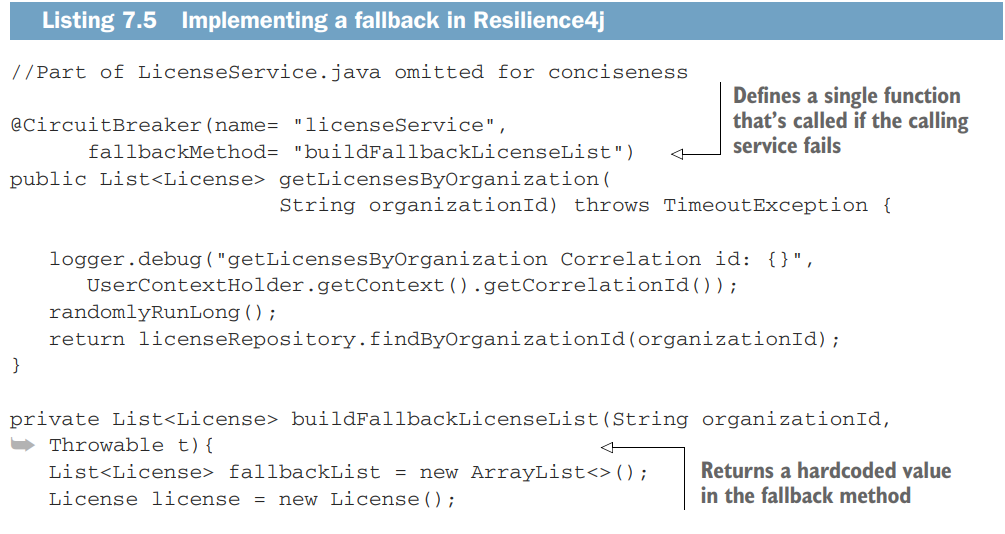 Listing 7.5 Implementing a fallback in Resilience4j
//Part of LicenseService.java omitted for conciseness
Defines a single function
that's called if the calling
service fails
@CircuitBreaker(name= "licenseService",
fallbackMethod= "buildFallbackLicenseList")
public List<License> getLicensesByOrganization(
String organizationId) throws TimeoutException {
logger.debug("getLicensesByOrganization Correlation id: {}",
UserContextHolder.getContext().getCorrelationId());
randomlyRunLong();
return licenseRepository.findByOrganizationId(organizationId);
}
private List<License> buildFallbackLicenseList(String organizationId,
Throwable t){
List<License> fallbackList = new ArrayList<>();
License license = new License();
Returns a hardcoded value
in the fallback method